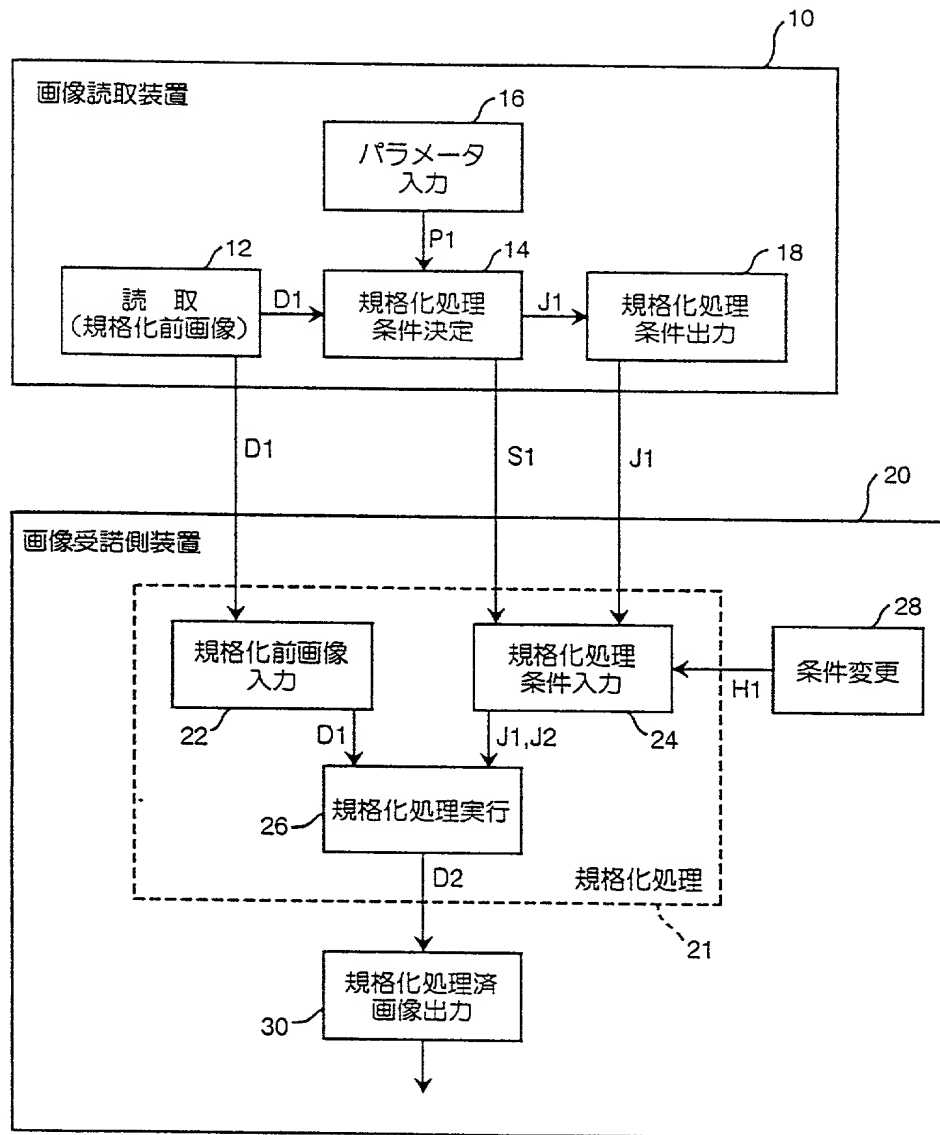 10
画像読取装置
16
パラメータ
入力
P1
12
14
18
読 取
(規格化前画像)
D1
規格化処理
条件決定
J1
規格化処理
条件出力
D1
S1
J1
20
画像受諾側装置
28
規格化前画像
入力
規格化処理
条件入力
H1
条件変更
22
D1
J1,J2
24
26
規格化処理実行
D2
規格化処理
21
規格化処理済
画像出力
30